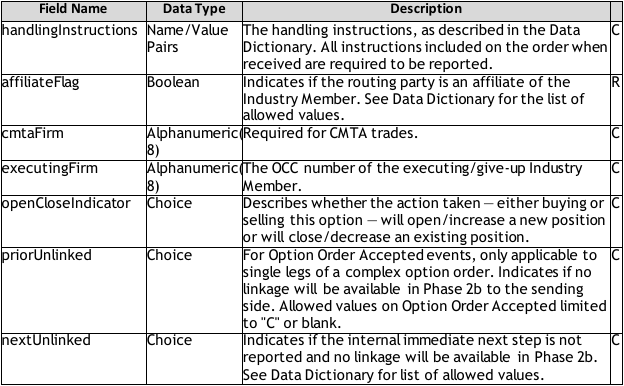 Field Name Data Type Description
handlingInstructions Name/Value The handling instructions, as described in the Data C
Pairs Dictionary. All instructions included on the order when
received are required to be reported.
affiliateFlag Boolean Indicates if the routing party is an affiliate of the R
Industry Member. See Data Dictionary for the list of
allowed values.
cmtaFirm Alphanumeric( Required for CMTA trades. C
8)
executingFirm Alphanumeric( The OCC number of the executing/give-up Industry C
8) Member.
openCloseIndicator Choice Describes whether the action taken — either buying or C
selling this option — will open/increase a new position
or will close/decrease an existing position.
priorUnlinked Choice For Option Order Accepted events, only applicable to C
single legs of a complex option order. Indicates if no
linkage will be available in Phase 2b to the sending
side. Allowed values on Option Order Accepted limited
to "C" or blank.
nextUnlinked Choice Indicates if the internal immediate next step is not C
reported and no linkage will be available in Phase 2b.
See Data Dictionary for list of allowed values.